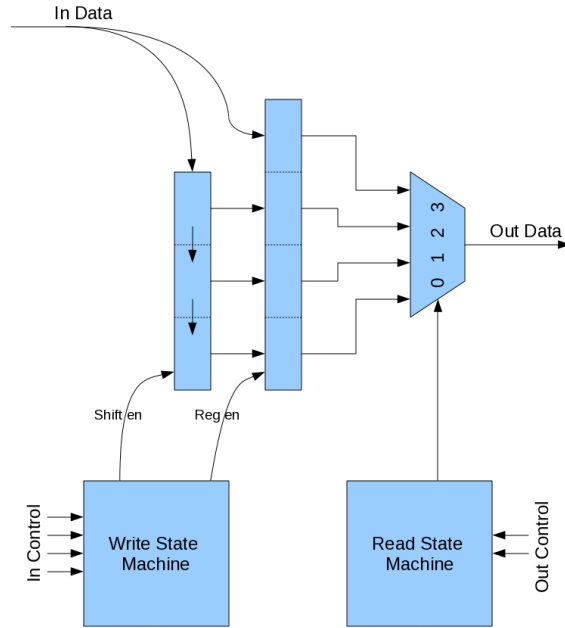 In Data
3
2
1
0
Out Data
Shift en
Reg en
In Control
Write State
Machine
Read State
Machine
Out Control